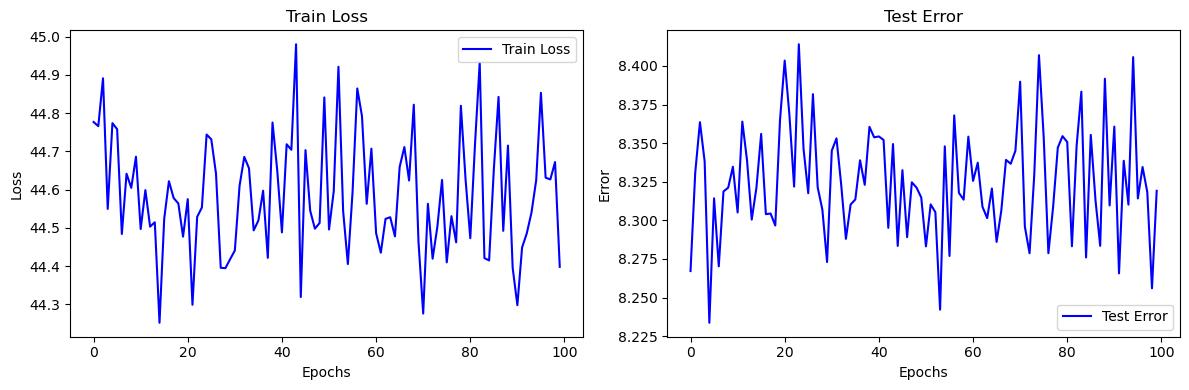 Train Loss
45.0
44.9
44.8
44.7
44.6
44.5
44.4
44.3
Loss
Train Loss
0 20 40 60 80 100
Epochs
Test Error
8.400
8.375
8.350
8.325
8.300
8.275
8.250
8.225
Error
Test Error
0 20 40 60 80 100
Epochs